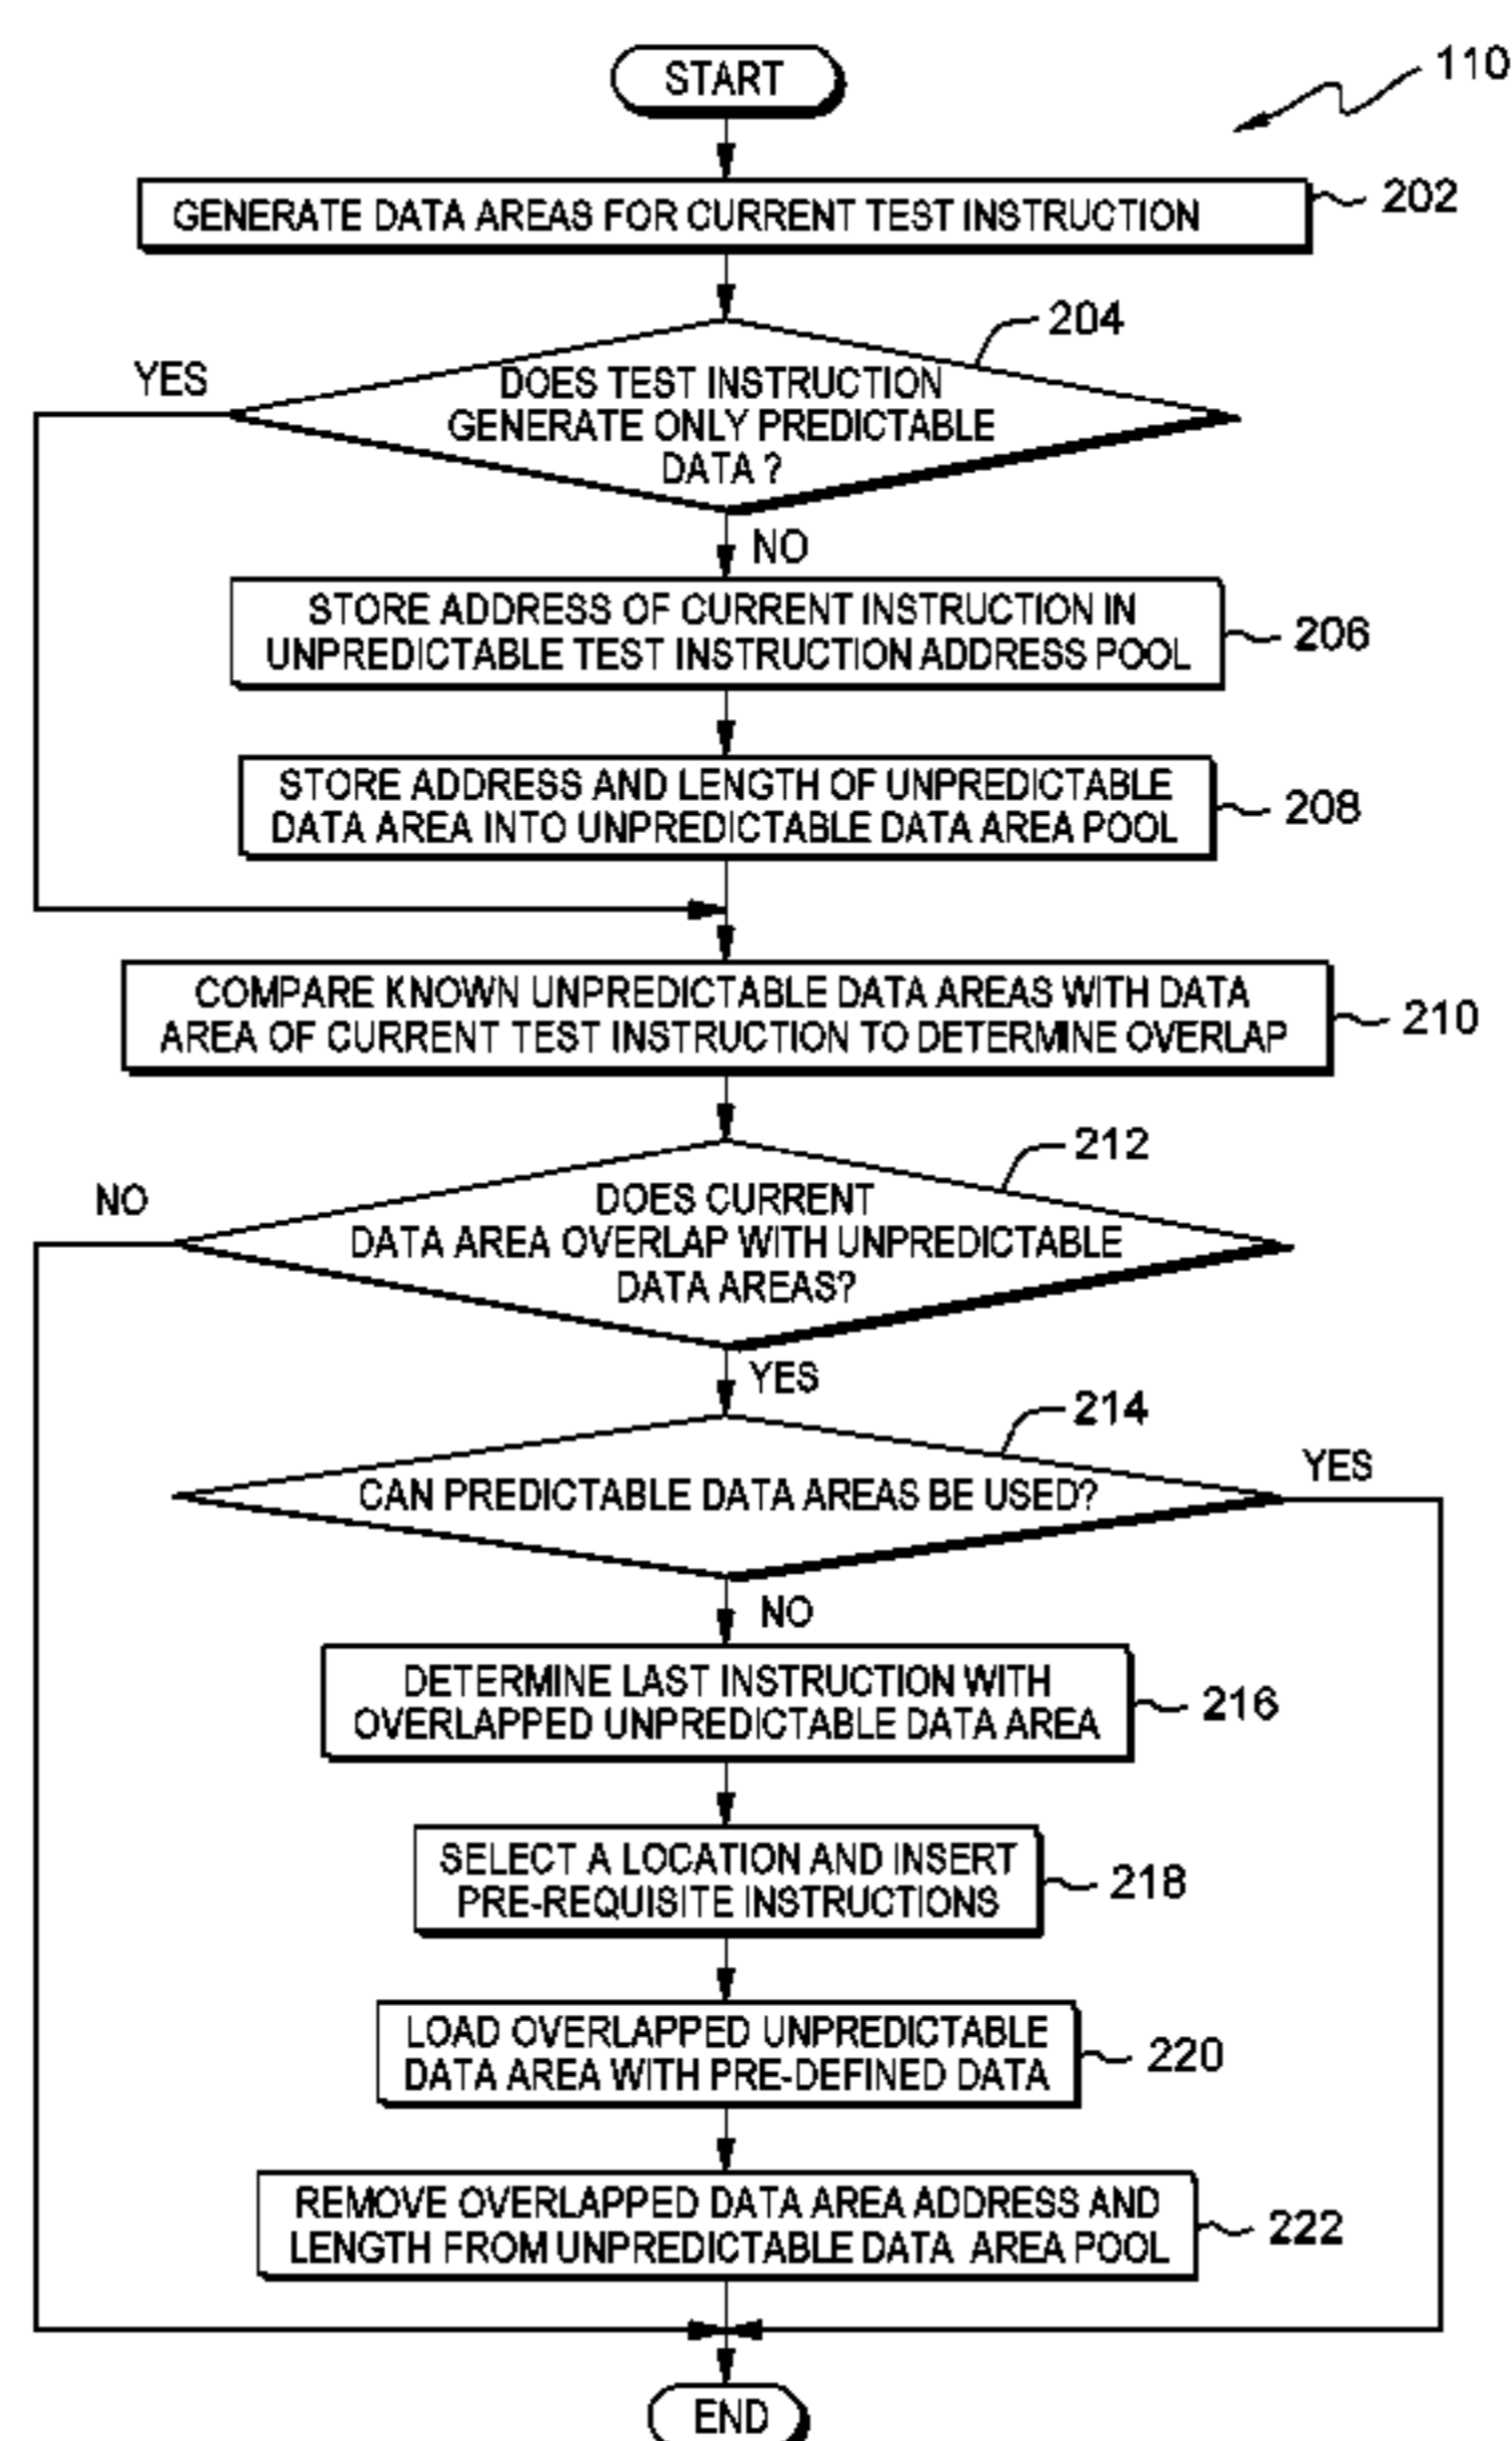 START
110
GENERATE DATA AREAS FOR CURRENT TEST INSTRUCTION
202
204
YES
DOES TEST INSTRUCTION
GENERATE ONLY PREDICTABLE
DATA ?
NO
STORE ADDRESS OF CURRENT INSTRUCTION IN
UNPREDICTABLE TEST INSTRUCTION ADDRESS POOL
206
STORE ADDRESS AND LENGTH OF UNPREDICTABLE
DATA AREA INTO UNPREDICTABLE DATA AREA POOL
208
COMPARE KNOWN UNPREDICTABLE DATA AREAS WITH DATA
AREA OF CURRENT TEST INSTRUCTION TO DETERMINE OVERLAP
210
212
NO
DOES CURRENT
DATA AREA OVERLAP WITH UNPREDICTABLE
DATA AREAS?
YES
214
YES
CAN PREDICTABLE DATA AREAS BE USED?
NO
DETERMINE LAST INSTRUCTION WITH
OVERLAPPED UNPREDICTABLE DATA AREA
216
SELECT A LOCATION AND INSERT
PRE-REQUISITE INSTRUCTIONS
218
LOAD OVERLAPPED UNPREDICTABLE
DATA AREA WITH PRE-DEFINED DATA
220
REMOVE OVERLAPPED DATA AREA ADDRESS AND
LENGTH FROM UNPREDICTABLE DATA AREA POOL
222
END